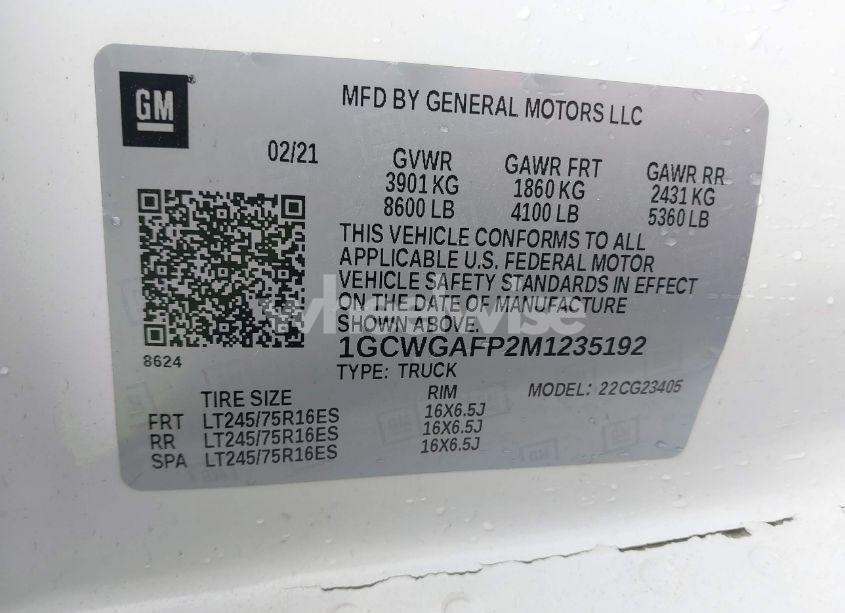 GM
MFD BY GENERAL MOTORS LLC
02/21
GVWR GAWR FRT GAWR RR
3901 KG 1860 KG 2431 KG
8600 LB 4100 LB 5360 LB
THIS VEHICLE CONFORMS TO ALL
APPLICABLE U.S. FEDERAL MOTOR
VEHICLE SAFETY STANDARDS IN EFFECT
ON THE DATE OF MANUFACTURE
SHOWN ABOVE.
1GCWGAFP2M1235192
8624
TYPE: TRUCK MODEL: 22CG23405
TIRE SIZE RIM
FRT LT245/75R16ES 16X6.5J
RR LT245/75R16ES 16X6.5J
SPA LT245/75R16ES 16X6.5J